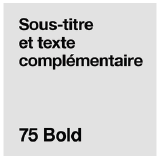 Sous-titre
et texte
complémentaire
75 Bold